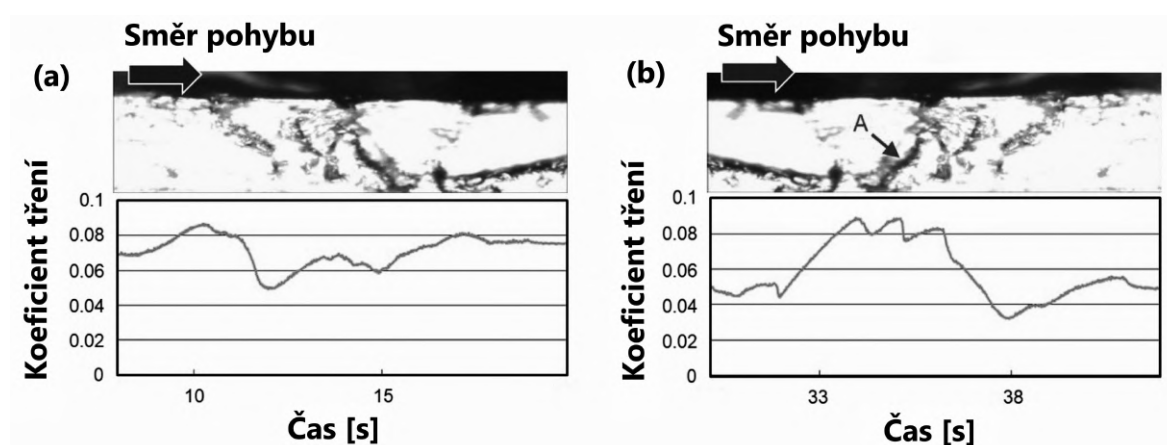 Směr pohybu
(a)
Koeficient tření
0.1
0.08
0.06
0.04
0.02
0
10
15
Čas [s]
Směr pohybu
(b)
A
Koeficient tření
0.1
0.08
0.06
0.04
0.02
0
33
38
Čas [s]